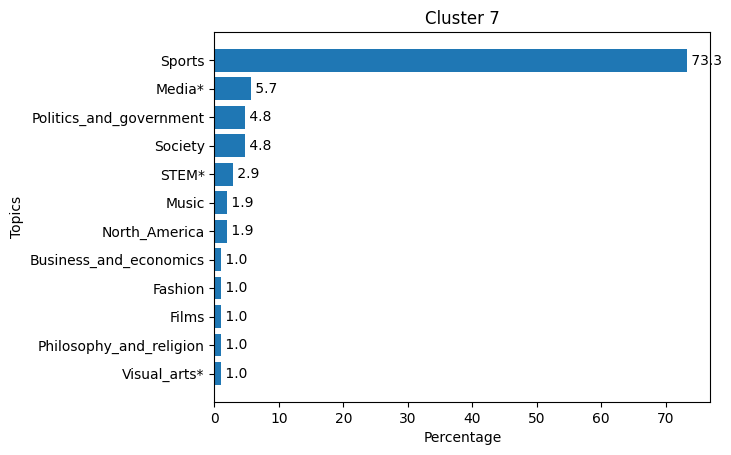 Cluster 7
Topics
Sports 73.3
Media* 5.7
Politics_and_government 4.8
Society 4.8
STEM* 2.9
Music 1.9
North_America 1.9
Business_and_economics 1.0
Fashion 1.0
Films 1.0
Philosophy_and_religion 1.0
Visual_arts* 1.0
0 10 20 30 40 50 60 70
Percentage